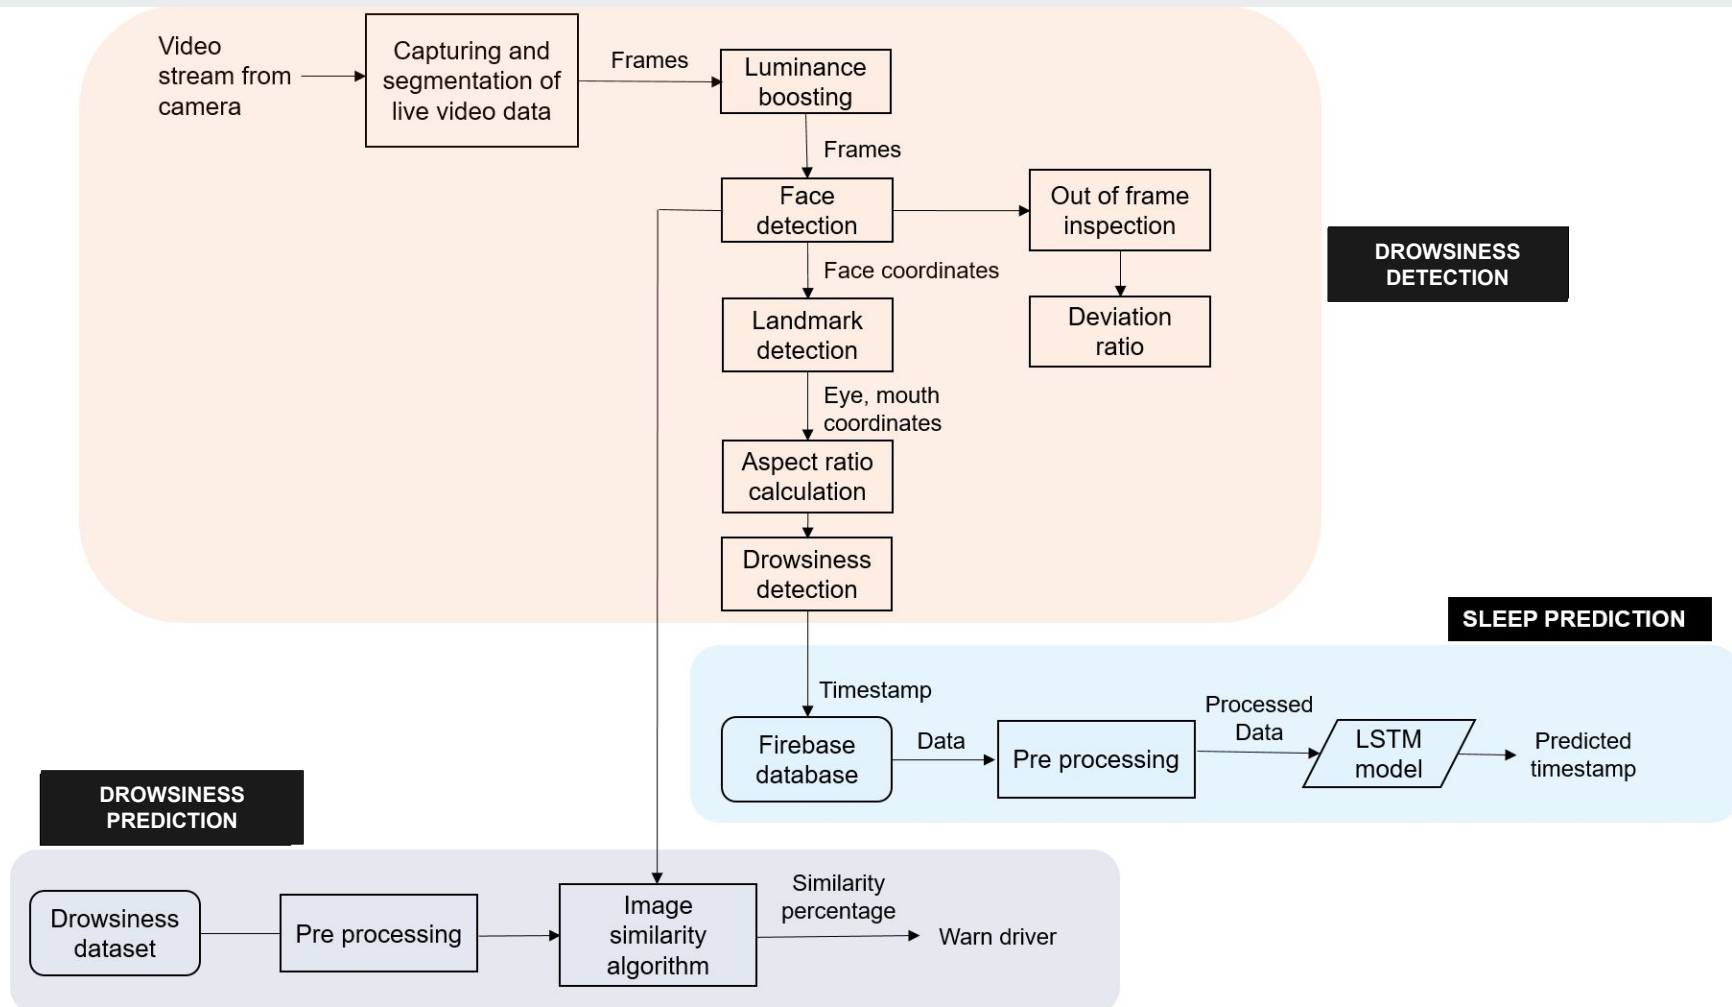 Video
stream from
camera
Capturing and
segmentation of
live video data
Frames
Luminance
boosting
Frames
Face
detection
Out of frame
inspection
DROWSINESS
DETECTION
Face coordinates
Landmark
detection
Deviation
ratio
Eye, mouth
coordinates
Aspect ratio
calculation
Drowsiness
detection
SLEEP PREDICTION
Timestamp
Firebase
database
Data
Pre processing
Processed
Data
LSTM
model
Predicted
timestamp
DROWSINESS
PREDICTION
Drowsiness
dataset
Pre processing
Image
similarity
algorithm
Similarity
percentage
Warn driver